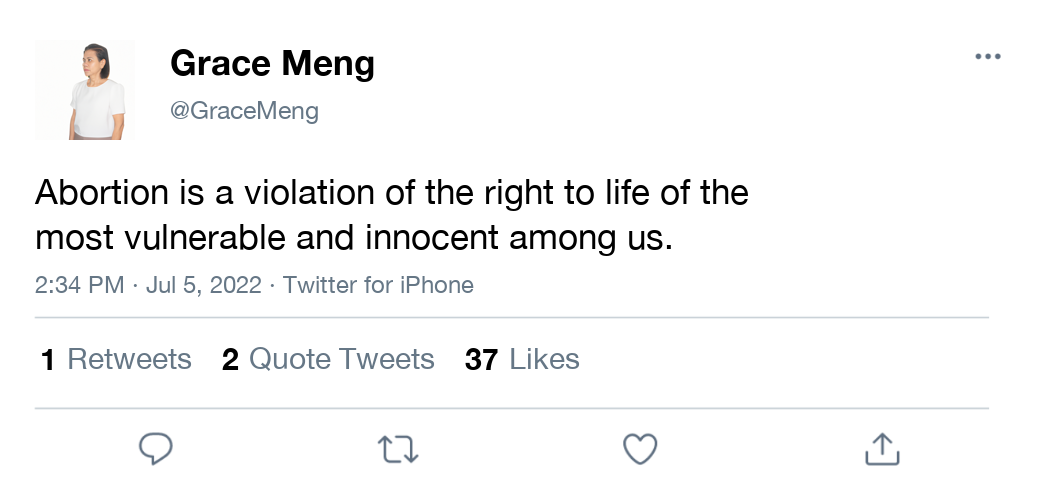 Grace Meng
@GraceMeng
Abortion is a violation of the right to life of the
most vulnerable and innocent among us.
2:34 PM · Jul 5, 2022 · Twitter for iPhone
1 Retweets 2 Quote Tweets 37 Likes